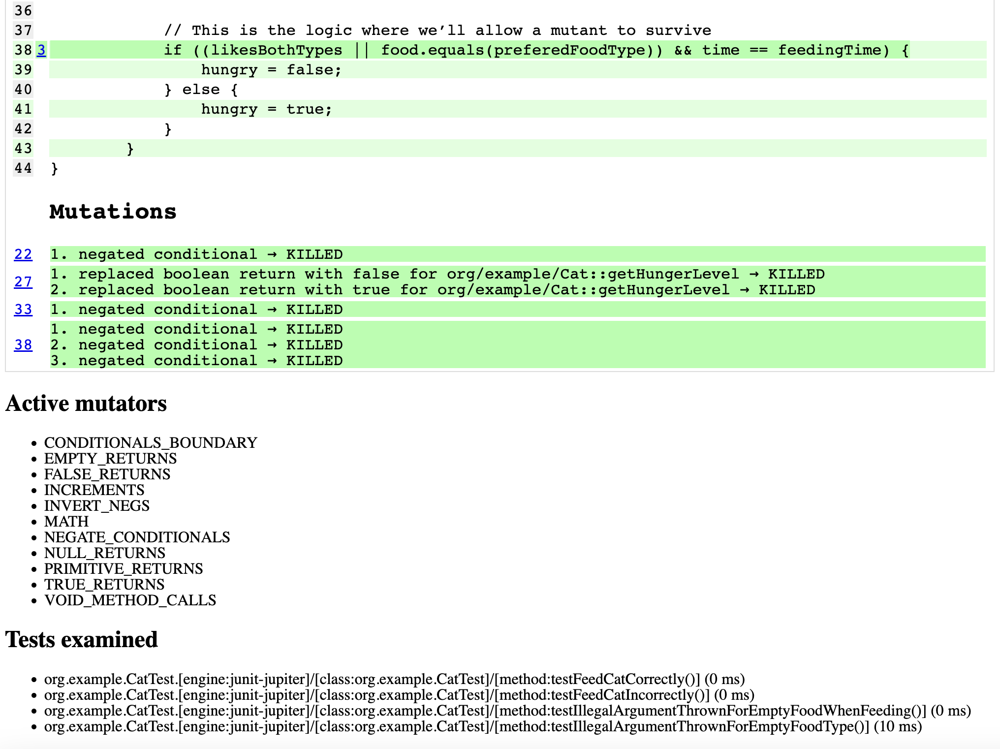 36
37 // This is the logic where we’ll allow a mutant to survive
38 3 if ((likesBothTypes || food.equals(preferedFoodType)) && time == feedingTime) {
39 hungry = false;
40 } else {
41 hungry = true;
42 }
43 }
44 }
Mutations
22 1. negated conditional → KILLED
27 1. replaced boolean return with false for org/example/Cat::getHungerLevel → KILLED
2. replaced boolean return with true for org/example/Cat::getHungerLevel → KILLED
33 1. negated conditional → KILLED
38 1. negated conditional → KILLED
2. negated conditional → KILLED
3. negated conditional → KILLED
Active mutators
• CONDITIONALS_BOUNDARY
• EMPTY_RETURNS
• FALSE_RETURNS
• INCREMENTS
• INVERT_NEGS
• MATH
• NEGATE_CONDITIONALS
• NULL_RETURNS
• PRIMITIVE_RETURNS
• TRUE_RETURNS
• VOID_METHOD_CALLS
Tests examined
• org.example.CatTest.[engine:junit-jupiter]/[class:org.example.CatTest]/[method:testFeedCatCorrectly()] (0 ms)
• org.example.CatTest.[engine:junit-jupiter]/[class:org.example.CatTest]/[method:testFeedCatIncorrectly()] (0 ms)
• org.example.CatTest.[engine:junit-jupiter]/[class:org.example.CatTest]/[method:testIllegalArgumentThrownForEmptyFoodWhenFeeding()] (0 ms)
• org.example.CatTest.[engine:junit-jupiter]/[class:org.example.CatTest]/[method:testIllegalArgumentThrownForEmptyFoodType()] (10 ms)